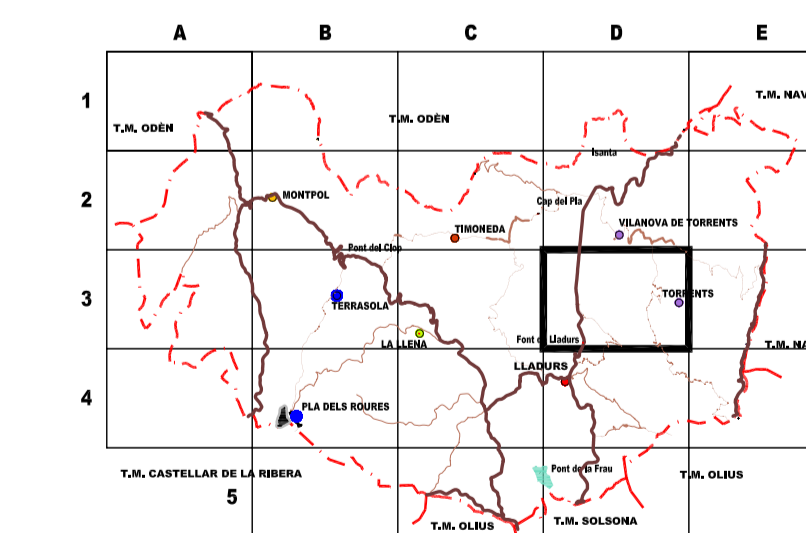 A B C D E
1
T.M. NAV
T.M. ODÈN
T.M. ODÈN
Isanta
2
MONTPOL
Cap del Pla
VILANOVA DE TORRENTS
TIMONEDA
Pont del Clop
3
TORRENTS
TERRASOLA
Font de Lladurs
LA LLENA
T.M. NA
LLADURS
4
PLA DELS ROURES
T.M. CASTELLAR DE LA RIBERA
Pont de la Frau
T.M. OLIUS
5
T.M. OLIUS
T.M. SOLSONA